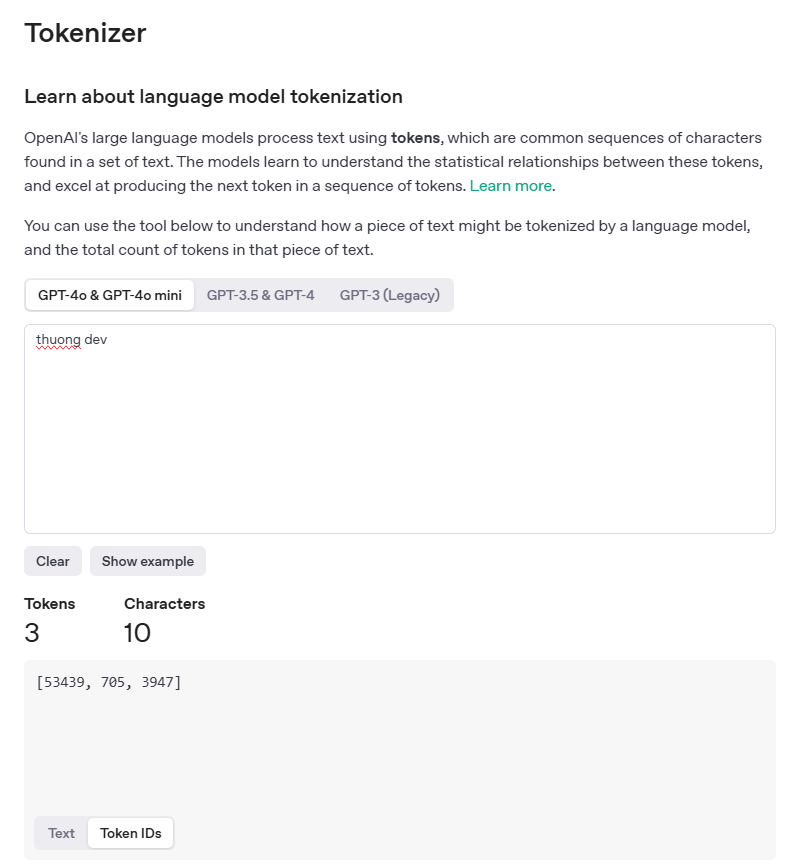 Tokenizer
Learn about language model tokenization
OpenAI's large language models process text using tokens, which are common sequences of characters
found in a set of text. The models learn to understand the statistical relationships between these tokens,
and excel at producing the next token in a sequence of tokens. Learn more.
You can use the tool below to understand how a piece of text might be tokenized by a language model,
and the total count of tokens in that piece of text.
GPT-4o & GPT-4o mini GPT-3.5 & GPT-4 GPT-3 (Legacy)
thuong dev
Clear Show example
Tokens Characters
3 10
[53439, 705, 3947]
Text Token IDs